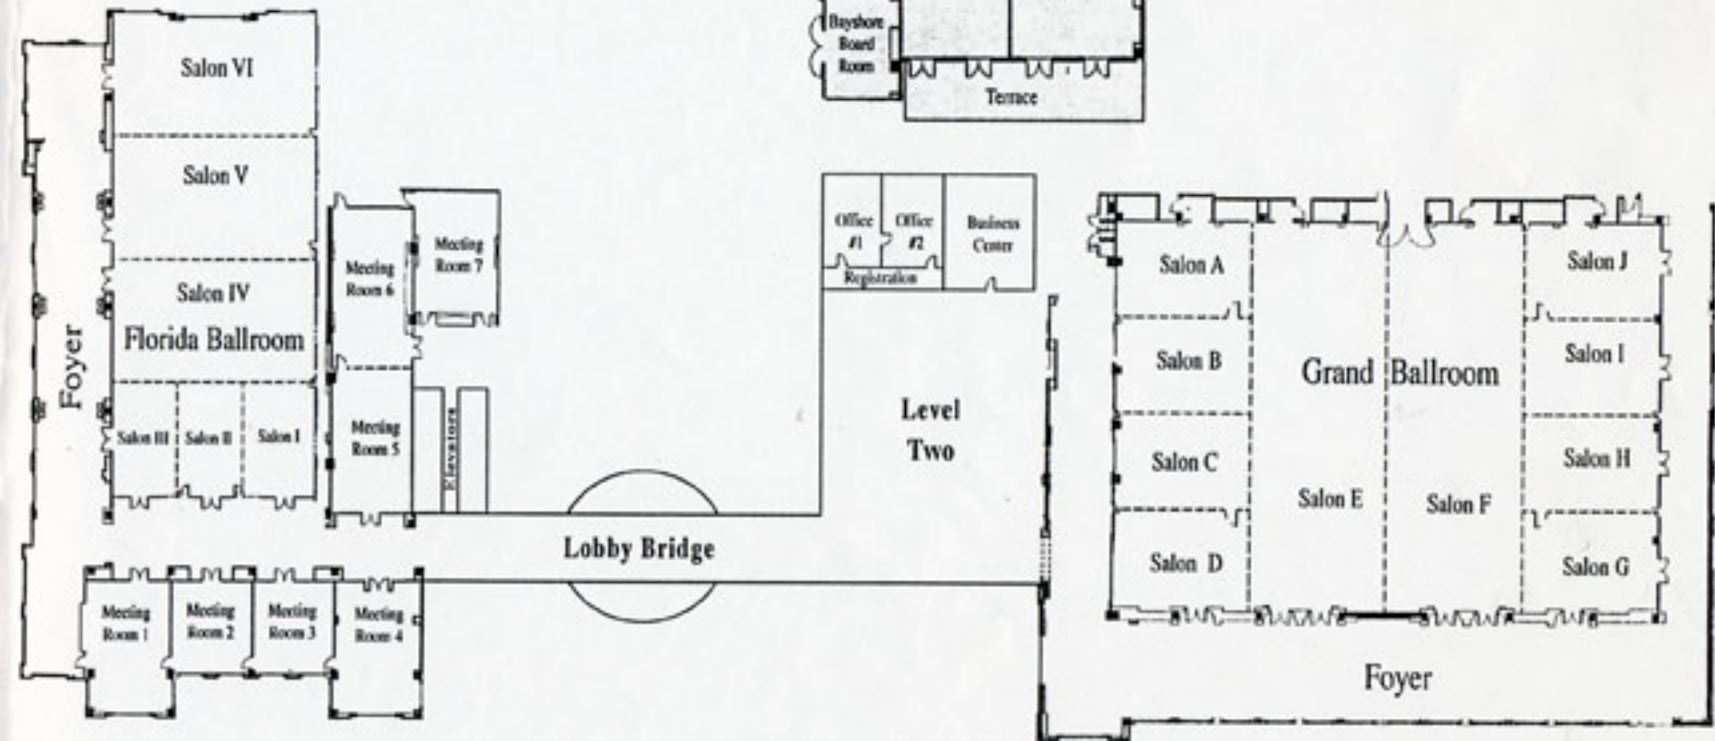 Bayshore
Board
Room
Terrace
Salon VI
Salon V
Salon IV
Florida Ballroom
Foyer
Salon III
Salon II
Salon I
Meeting
Room 6
Meeting
Room 7
Meeting
Room 5
Elevators
Meeting
Room 1
Meeting
Room 2
Meeting
Room 3
Meeting
Room 4
Lobby Bridge
Office
#1
Office
#2
Business
Center
Registration
Level
Two
Salon A
Salon B
Salon C
Salon D
Grand Ballroom
Salon E
Salon F
Salon J
Salon I
Salon H
Salon G
Foyer